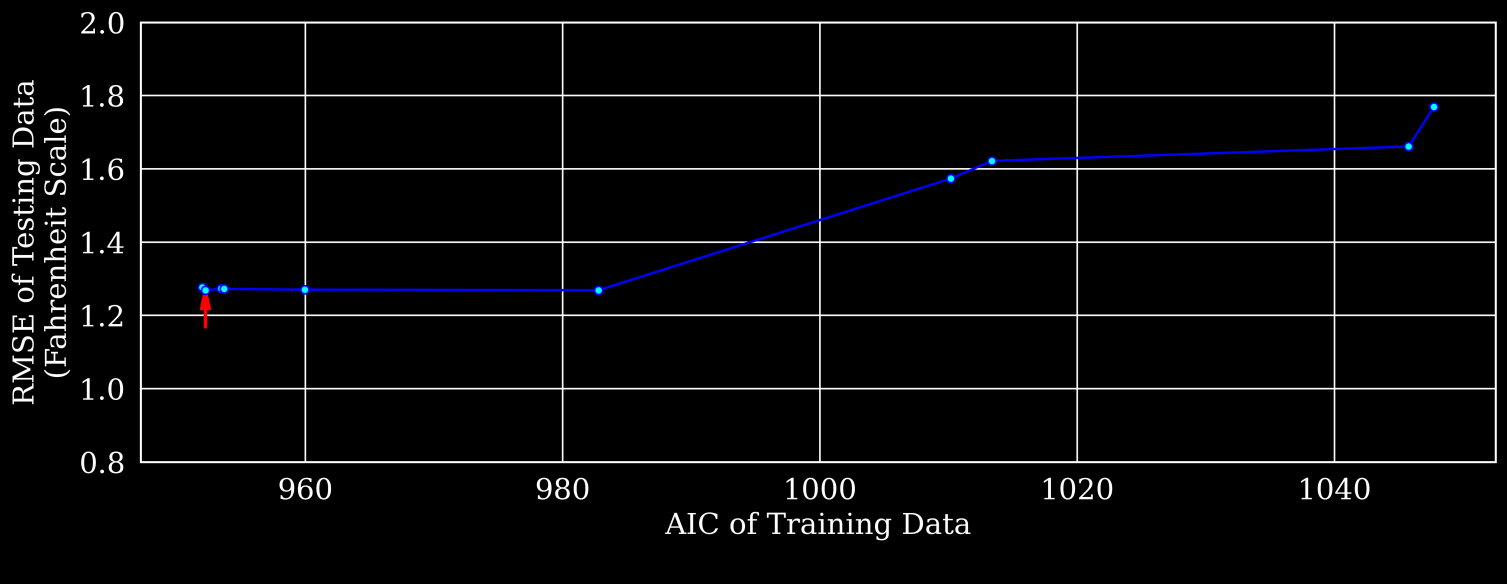 RMSE of Testing Data
(Fahrenheit Scale)
2.0
1.8
1.6
1.4
1.2
1.0
0.8
960 980 1000 1020 1040
AIC of Training Data